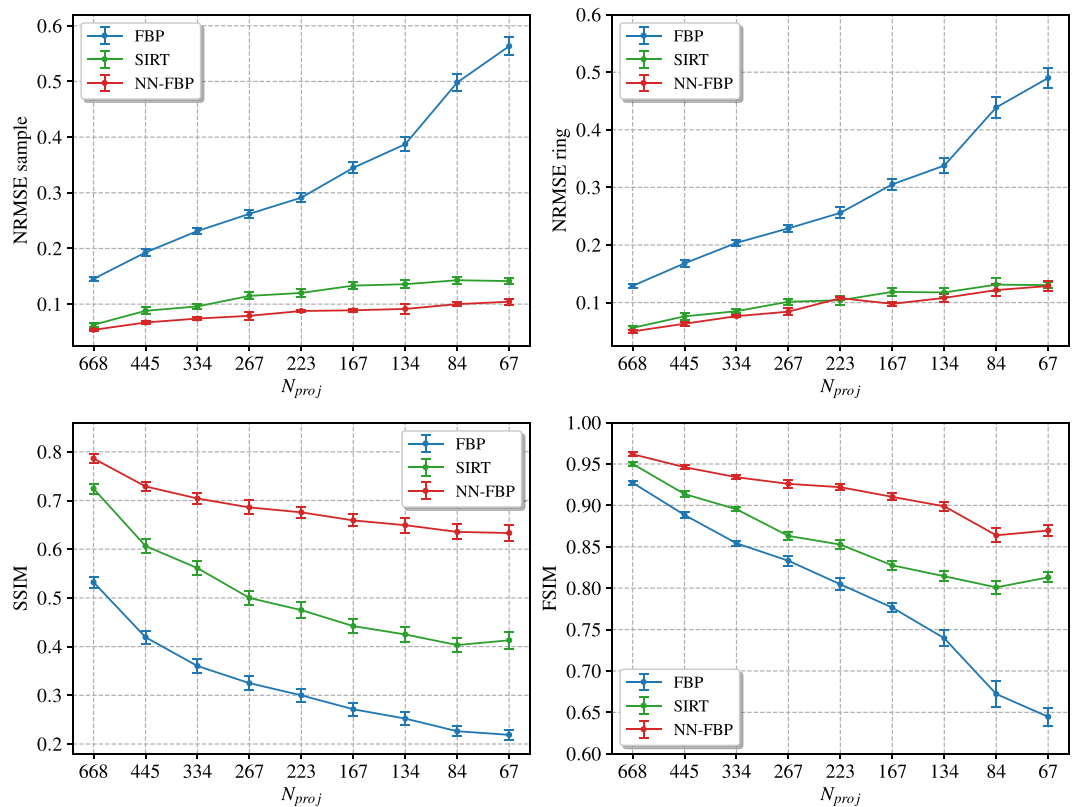 0.6
0.5
0.4
0.3
0.2
0.1
NRMSE sample
FBP
SIRT
NN-FBP
668 445 334 267 223 167 134 84 67
N_proj
0.6
0.5
0.4
0.3
0.2
0.1
NRMSE ring
FBP
SIRT
NN-FBP
668 445 334 267 223 167 134 84 67
N_proj
0.8
0.7
0.6
0.5
0.4
0.3
0.2
SSIM
FBP
SIRT
NN-FBP
668 445 334 267 223 167 134 84 67
N_proj
1.00
0.95
0.90
0.85
0.80
0.75
0.70
0.65
0.60
FSIM
FBP
SIRT
NN-FBP
668 445 334 267 223 167 134 84 67
N_proj